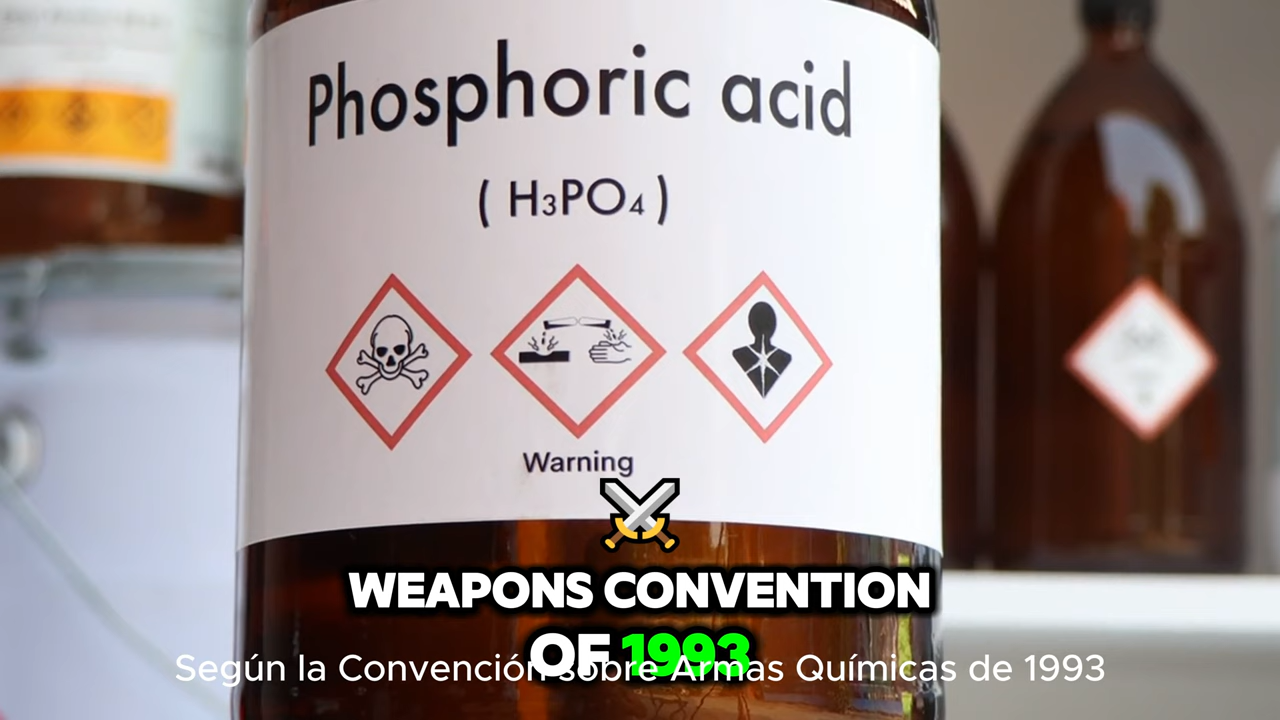 Phosphoric acid
( H₃PO₄ )
Warning
WEAPONS CONVENTION
OF 1993
Según la Convención sobre Armas Químicas de 1993